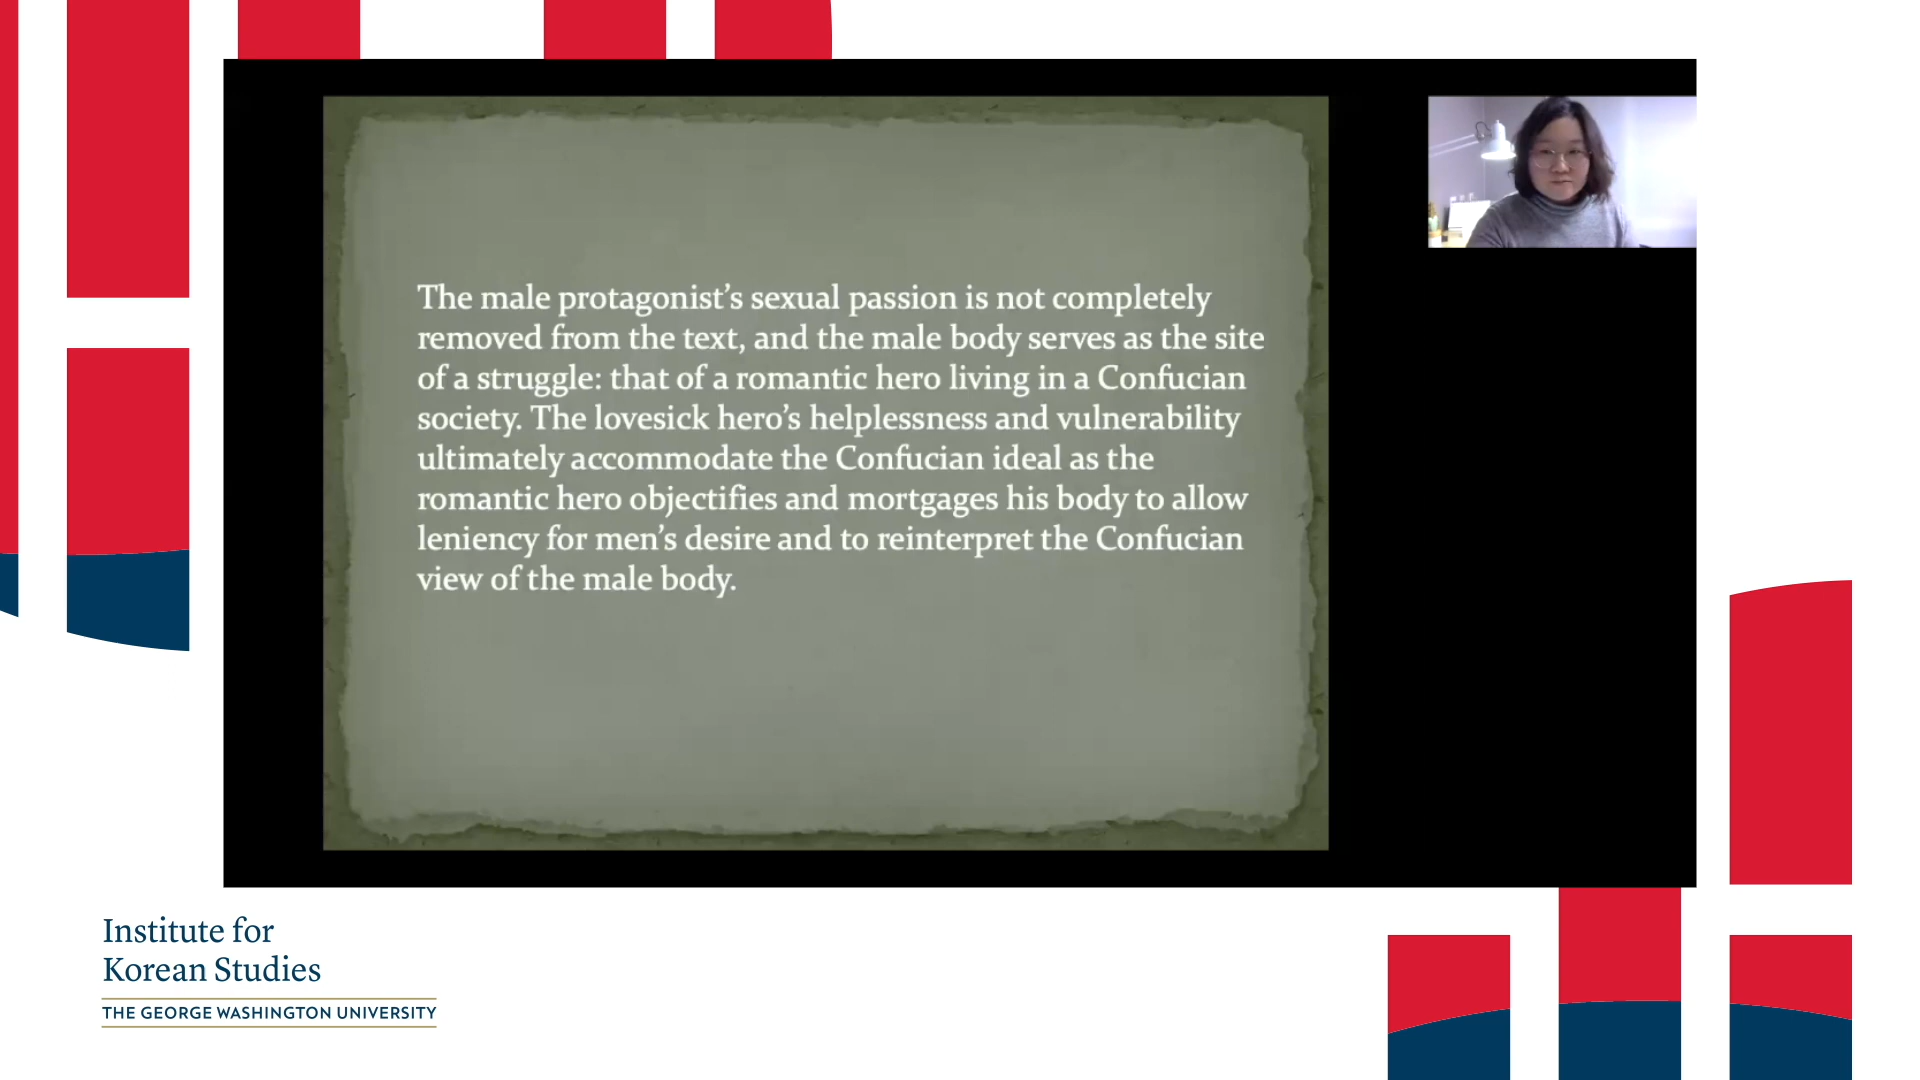 The male protagonist’s sexual passion is not completely
removed from the text, and the male body serves as the site
of a struggle: that of a romantic hero living in a Confucian
society. The lovesick hero’s helplessness and vulnerability
ultimately accommodate the Confucian ideal as the
romantic hero objectifies and mortgages his body to allow
leniency for men’s desire and to reinterpret the Confucian
view of the male body.
Institute for
Korean Studies
THE GEORGE WASHINGTON UNIVERSITY